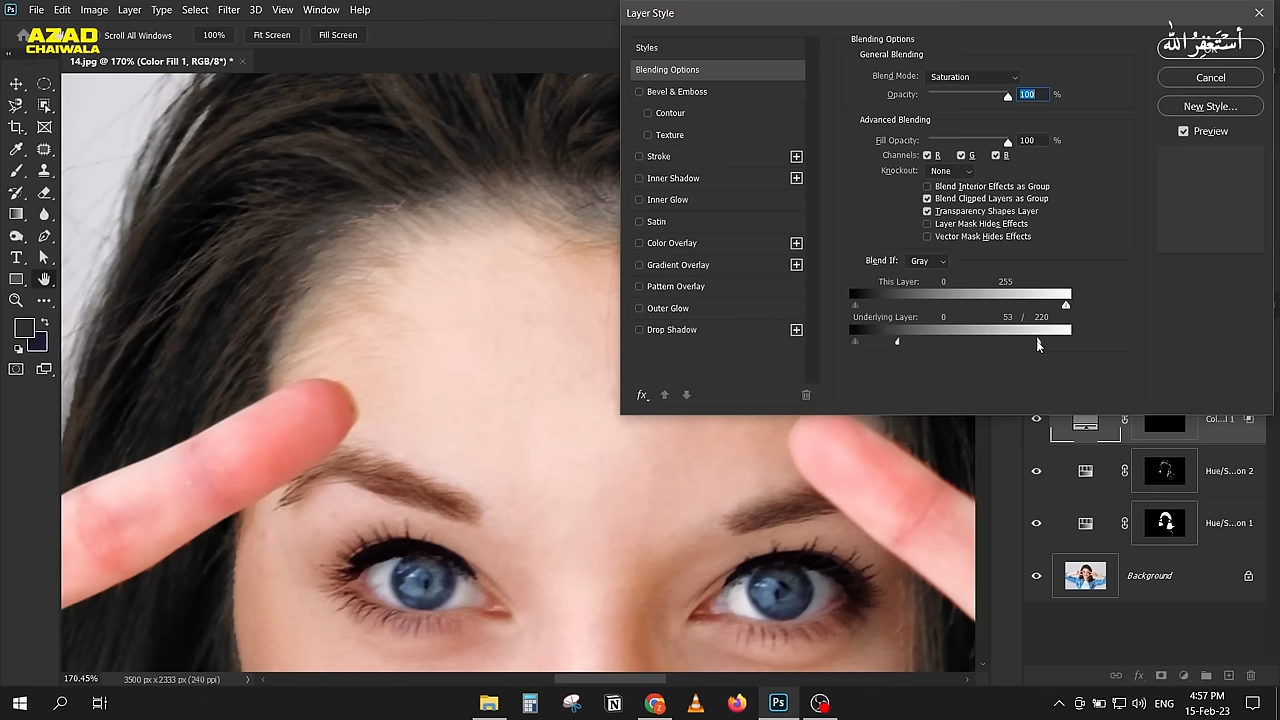 Ps File Edit Image Layer Type Select Filter 3D View Window Help
AZAD
CHAIWALA
Scroll All Windows 100% Fit Screen Fill Screen
14.jpg @ 170% (Color Fill 1, RGB/8*) *
Layer Style
Styles
Blending Options
Bevel & Emboss
Contour
Texture
Stroke
Inner Shadow
Inner Glow
Satin
Color Overlay
Gradient Overlay
Pattern Overlay
Outer Glow
Drop Shadow
fx
Blending Options
General Blending
Blend Mode: Saturation
Opacity: 100 %
Advanced Blending
Fill Opacity: 100 %
Channels: R G B
Knockout: None
Blend Interior Effects as Group
Blend Clipped Layers as Group
Transparency Shapes Layer
Layer Mask Hides Effects
Vector Mask Hides Effects
Blend If: Gray
This Layer: 0 255
Underlying Layer: 0 53 / 220
أستغفر الله
Cancel
New Style...
Preview
Col...l 1
Hue/S...on 2
Hue/S...on 1
Background
fx
170.45% 3500 px x 2333 px (240 ppi)
Ps
ENG
4:57 PM
15-Feb-23